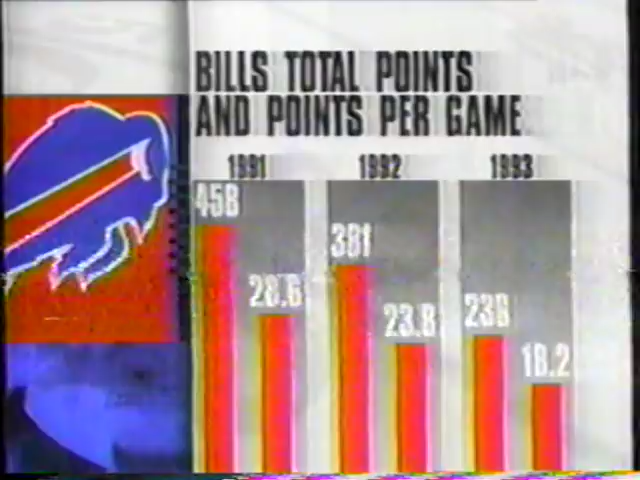 BILLS TOTAL POINTS
AND POINTS PER GAME
1991 1992 1993
458 28.6 381 23.8 236 18.2